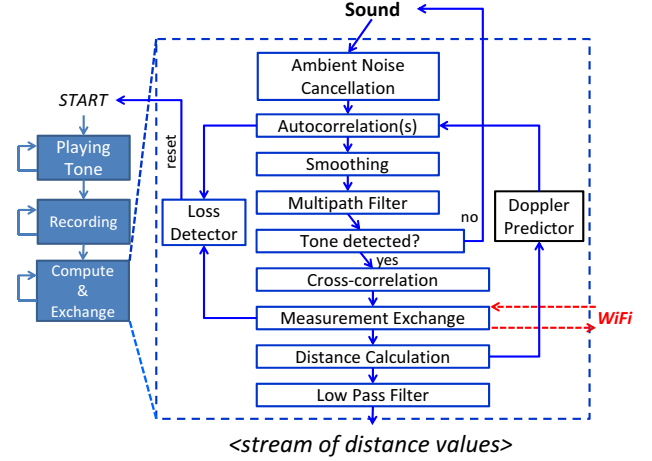 Sound
Ambient Noise
Cancellation
START
Autocorrelation(s)
reset
Playing
Tone
Smoothing
Multipath Filter
Loss
Detector
Doppler
Predictor
no
Recording
Tone detected?
yes
Compute
&
Exchange
Cross-correlation
Measurement Exchange
WiFi
Distance Calculation
Low Pass Filter
<stream of distance values>